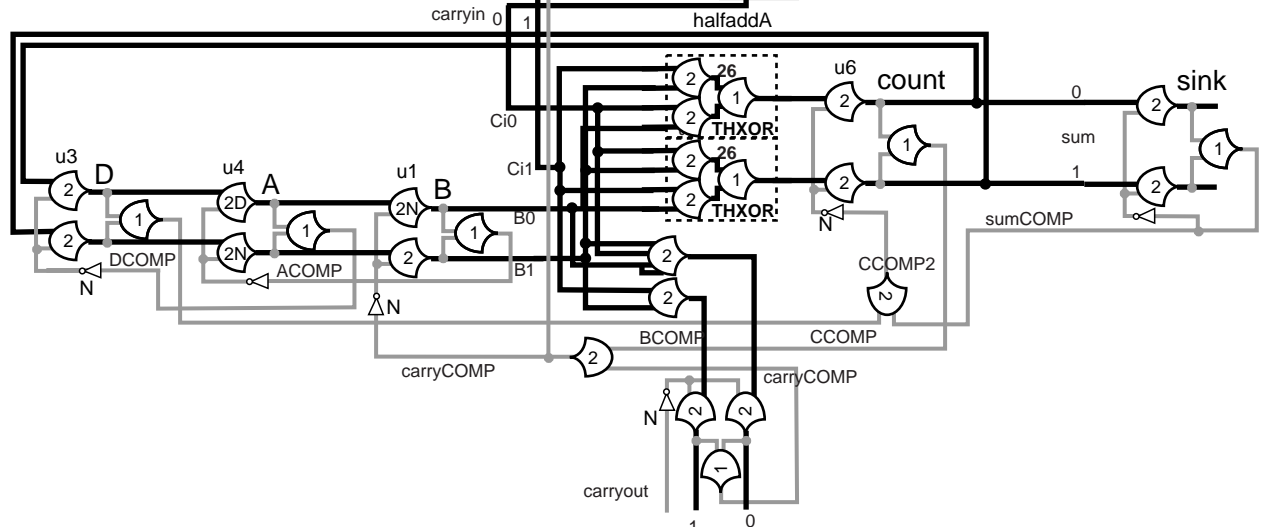 carryin 0 1 halfaddA
2 26 u6 count sink
1 2 0 2
2 THXOR 1 sum
Ci0
u3 D u4 A u1 B Ci1 2 26 1
2 2D 2N 1 2 1 2 2
1 1 1 B0 2 THXOR N sumCOMP
2 2N 2 B1 2
DCOMP ACOMP CCOMP2
N N 2 2
BCOMP CCOMP
2
carryCOMP carryCOMP
N 2 2
1
carryout
1 0